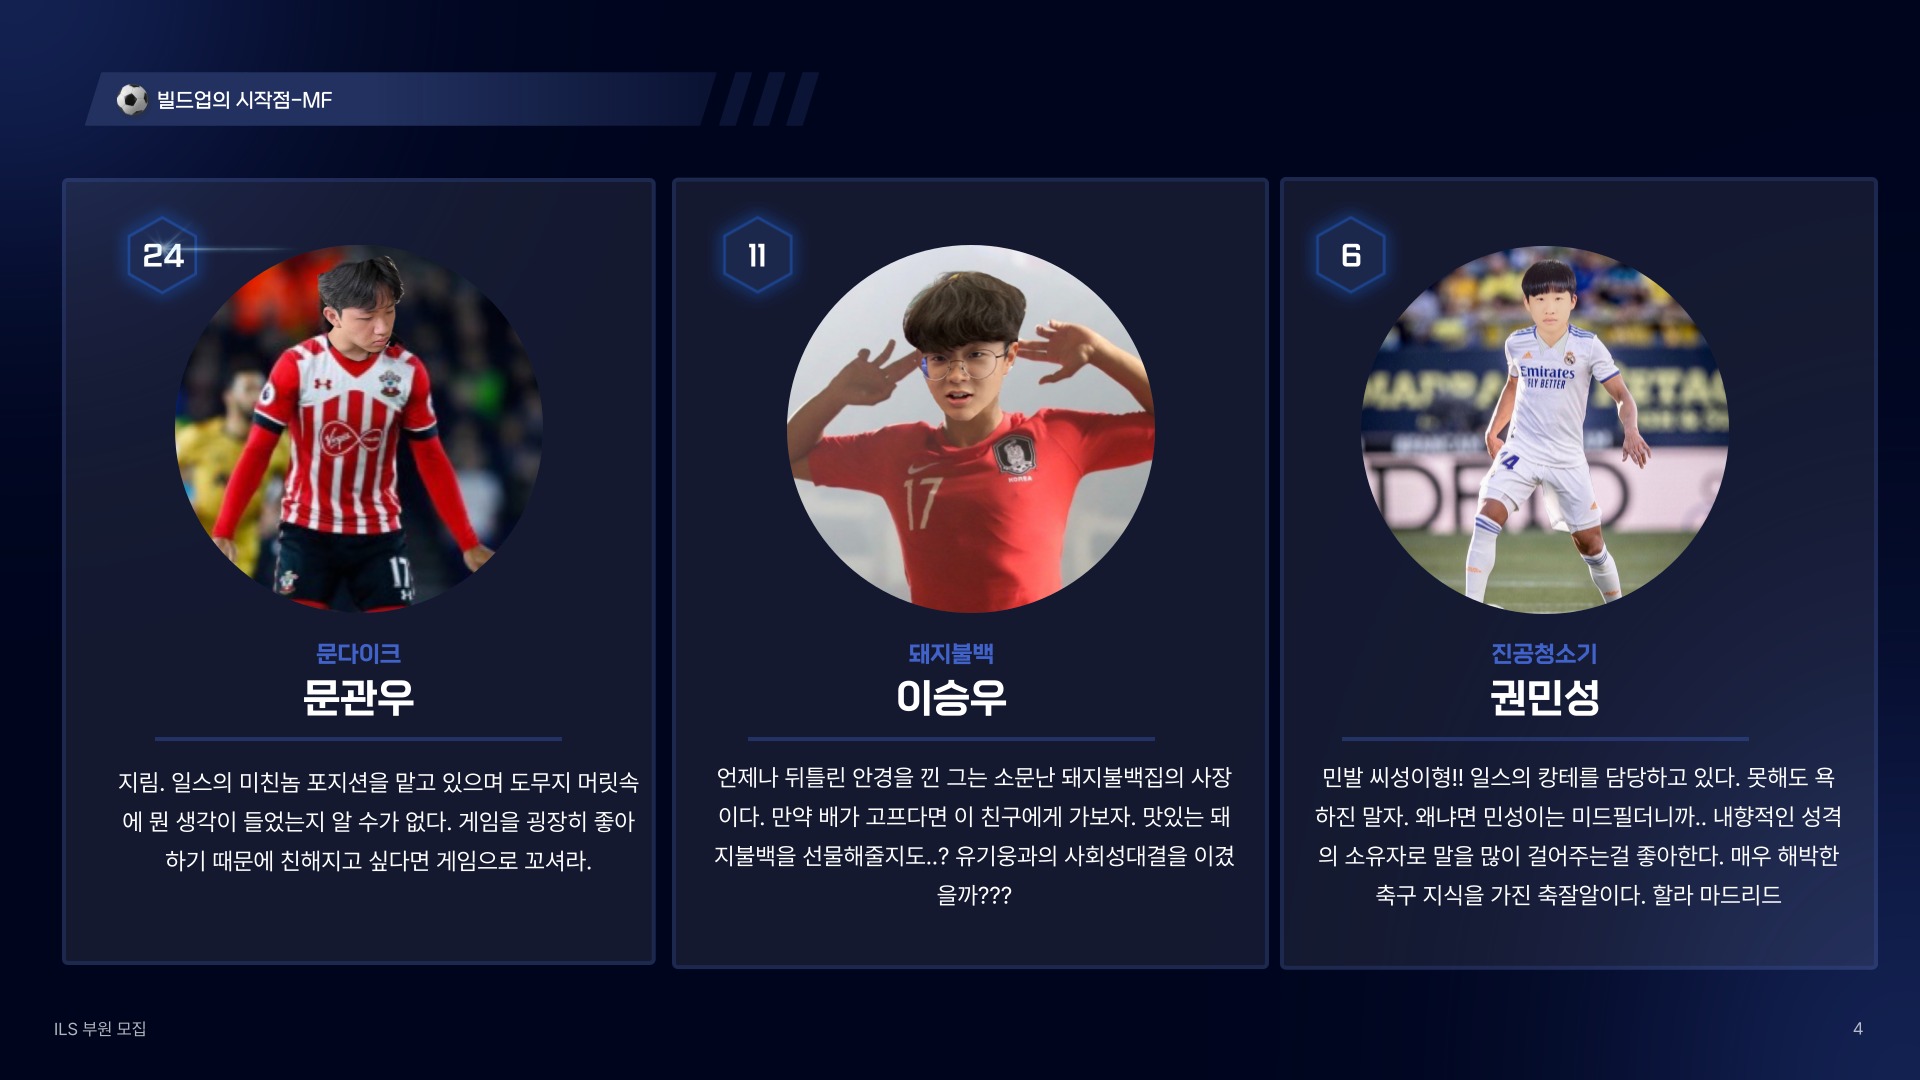 빌드업의 시작점-MF
24
Virgin
17
문다이크
문관우
지림. 일스의 미친놈 포지션을 맡고 있으며 도무지 머릿속
에 뭔 생각이 들었는지 알 수가 없다. 게임을 굉장히 좋아
하기 때문에 친해지고 싶다면 게임으로 꼬셔라.
11
KOREA
17
돼지불백
이승우
언제나 뒤틀린 안경을 낀 그는 소문난 돼지불백집의 사장
이다. 만약 배가 고프다면 이 친구에게 가보자. 맛있는 돼
지불백을 선물해줄지도..? 유기웅과의 사회성대결을 이겼
을까???
6
Emirates
FLY BETTER
진공청소기
권민성
민발 씨성이형!! 일스의 캉테를 담당하고 있다. 못해도 욕
하진 말자. 왜냐면 민성이는 미드필더니까.. 내향적인 성격
의 소유자로 말을 많이 걸어주는걸 좋아한다. 매우 해박한
축구 지식을 가진 축잘알이다. 할라 마드리드
ILS 부원 모집
4